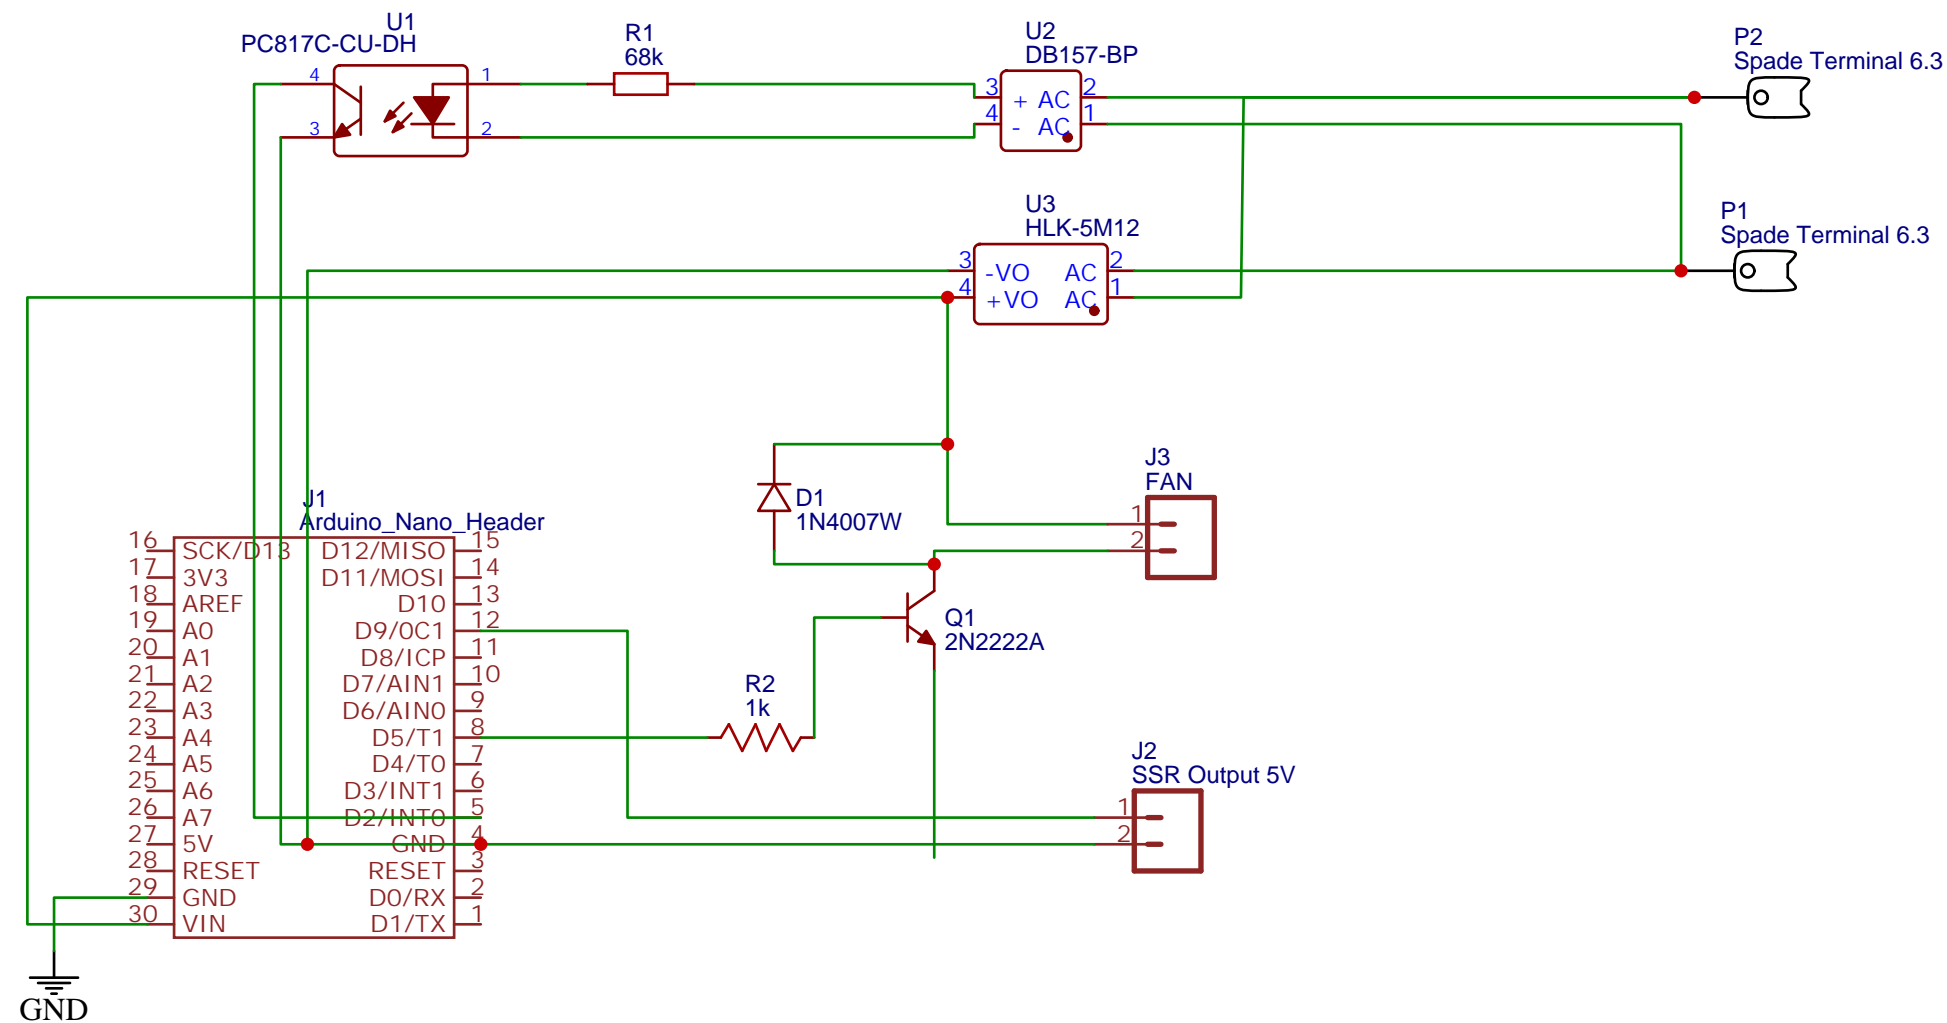 U1
PC817C-CU-DH
4
3
1
2
R1
68k
U2
DB157-BP
3
4
+ AC
- AC
2
1
P2
Spade Terminal 6.3
U3
HLK-5M12
3
4
-VO AC
+VO AC
2
1
P1
Spade Terminal 6.3
D1
1N4007W
J3
FAN
1
2
Q1
2N2222A
R2
1k
J2
SSR Output 5V
1
2
J1
Arduino_Nano_Header
16 SCK/D13 D12/MISO 15
17 3V3 D11/MOSI 14
18 AREF D10 13
19 A0 D9/OC1 12
20 A1 D8/ICP 11
21 A2 D7/AIN1 10
22 A3 D6/AIN0 9
23 A4 D5/T1 8
24 A5 D4/T0 7
25 A6 D3/INT1 6
26 A7 D2/INT0 5
27 5V GND 4
28 RESET RESET 3
29 GND D0/RX 2
30 VIN D1/TX 1
GND